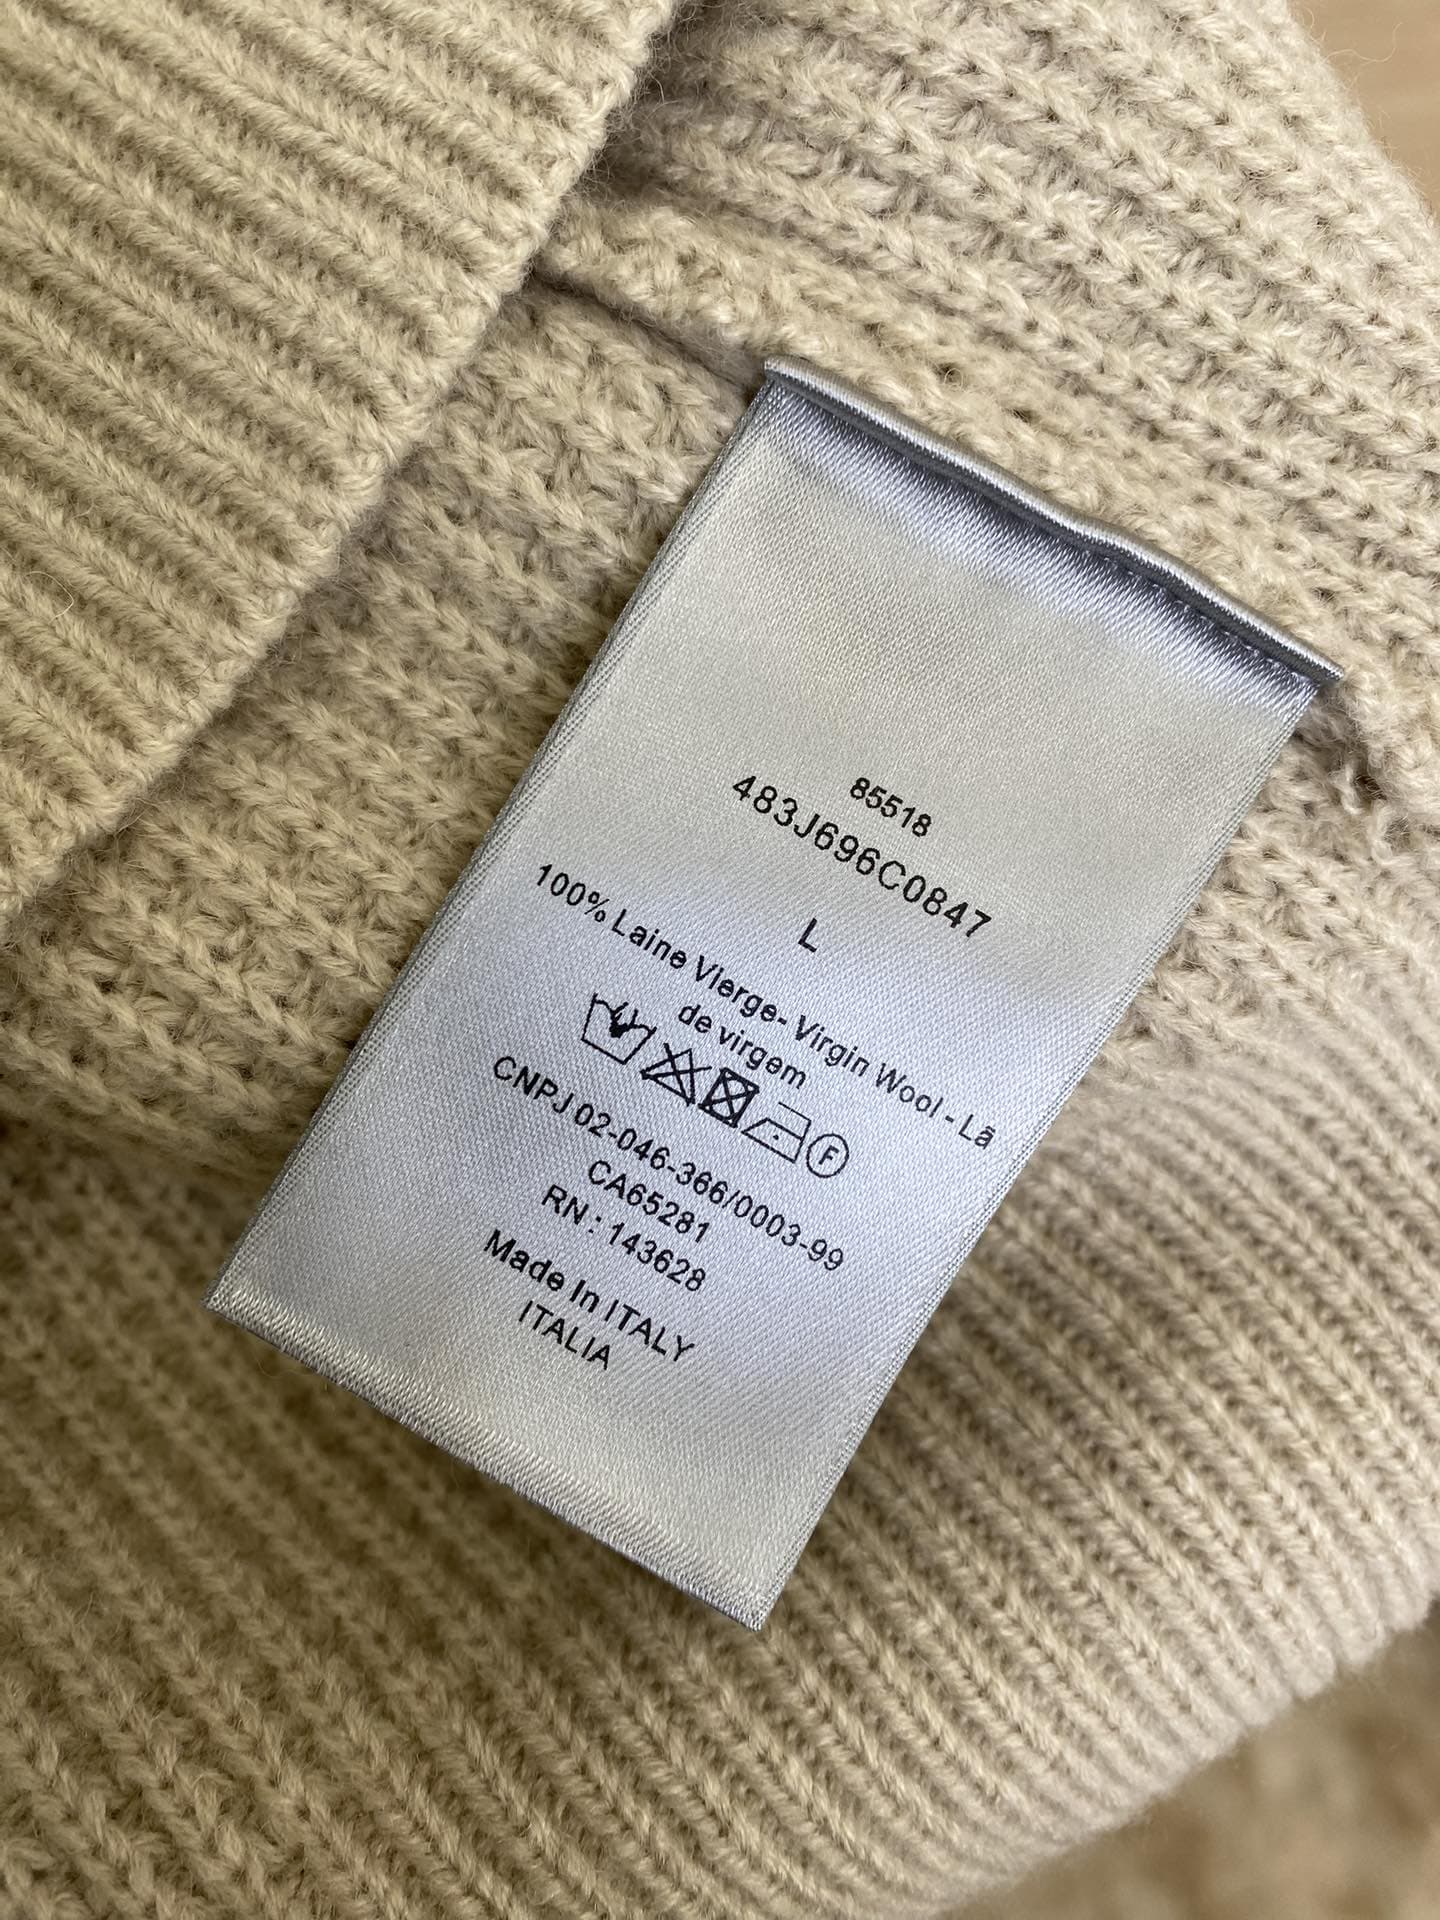 85518
483J696C0847
L
100% Laine Vierge- Virgin Wool - Lã
de virgem
F
CNPJ 02-046-366/0003-99
CA65281
RN : 143628
Made In ITALY
ITALIA